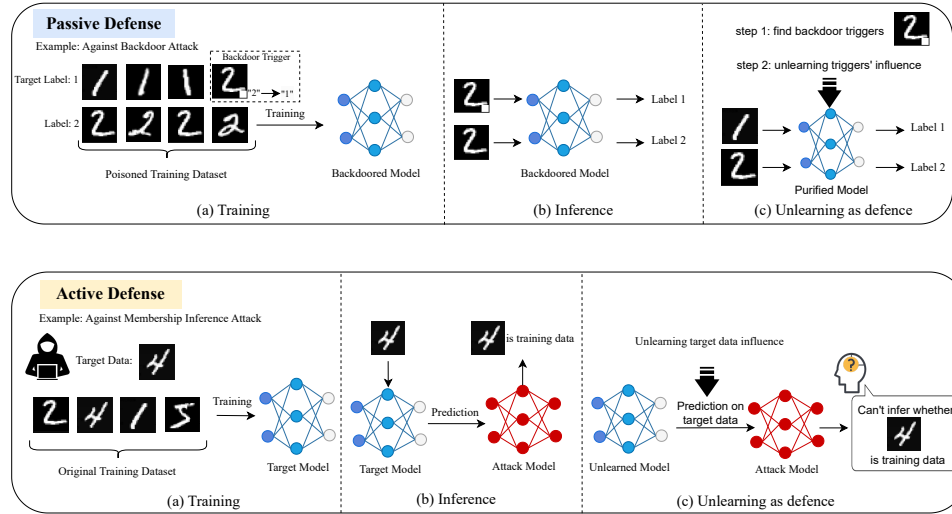 Passive Defense
Example: Against Backdoor Attack
Backdoor Trigger
Target Label: 1
"2" "1"
Label: 2
Training
Poisoned Training Dataset
Backdoored Model
(a) Training
Label 1
Label 2
Backdoored Model
(b) Inference
step 1: find backdoor triggers
step 2: unlearning triggers' influence
Label 1
Label 2
Purified Model
(c) Unlearning as defence
Active Defense
Example: Against Membership Inference Attack
Target Data:
Training
Original Training Dataset
Target Model
(a) Training
is training data
Prediction
Target Model
Attack Model
(b) Inference
Unlearning target data influence
Prediction on
target data
Unlearned Model
Attack Model
?
Can't infer whether
is training data
(c) Unlearning as defence